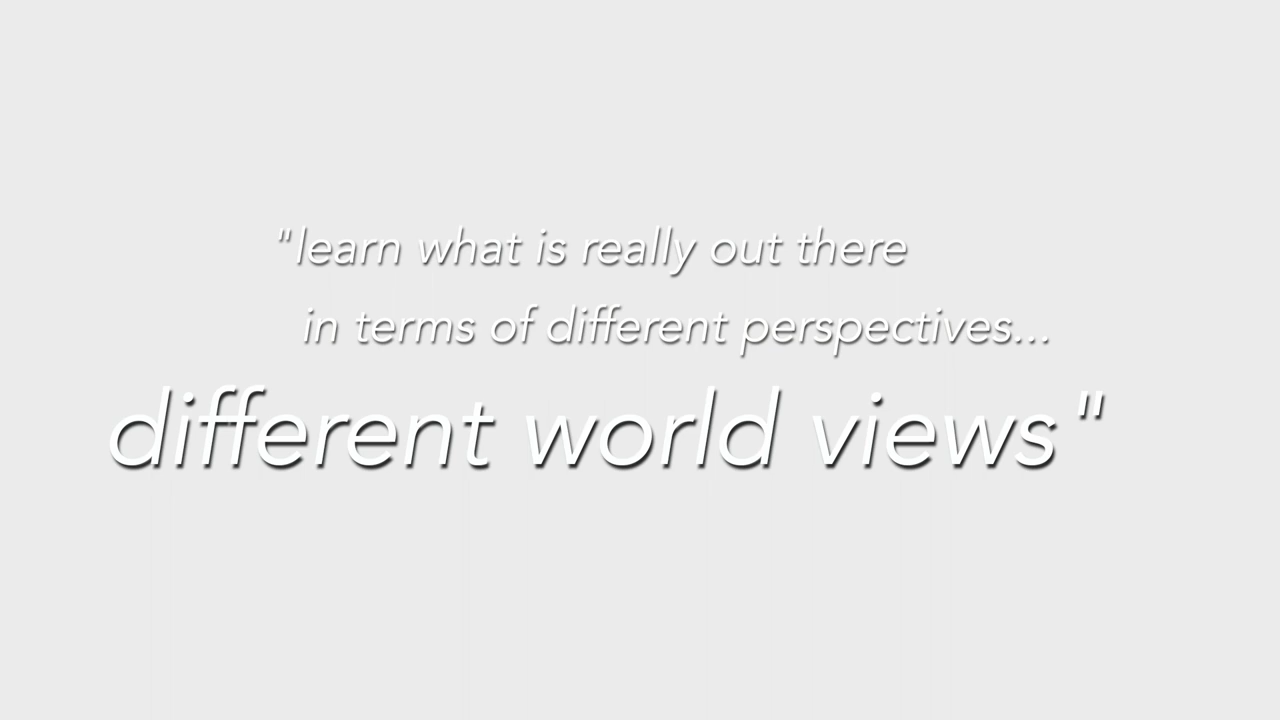 "learn what is really out there
in terms of different perspectives...
different world views"